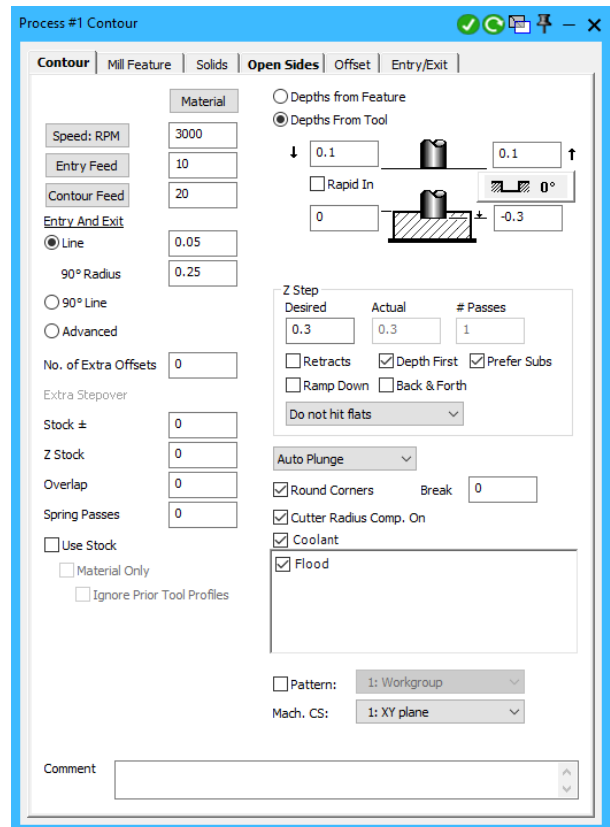 Process #1 Contour
Contour Mill Feature Solids Open Sides Offset Entry/Exit
Material
Speed: RPM 3000
Entry Feed 10
Contour Feed 20
Entry And Exit
Line 0.05
90° Radius 0.25
90° Line
Advanced
No. of Extra Offsets 0
Extra Stepover
Stock ± 0
Z Stock 0
Overlap 0
Spring Passes 0
Use Stock
Material Only
Ignore Prior Tool Profiles
Depths from Feature
Depths From Tool
0.1 0.1
Rapid In 0°
0 -0.3
Z Step
Desired Actual # Passes
0.3 0.3 1
Retracts Depth First Prefer Subs
Ramp Down Back & Forth
Do not hit flats
Auto Plunge
Round Corners Break 0
Cutter Radius Comp. On
Coolant
Flood
Pattern: 1: Workgroup
Mach. CS: 1: XY plane
Comment